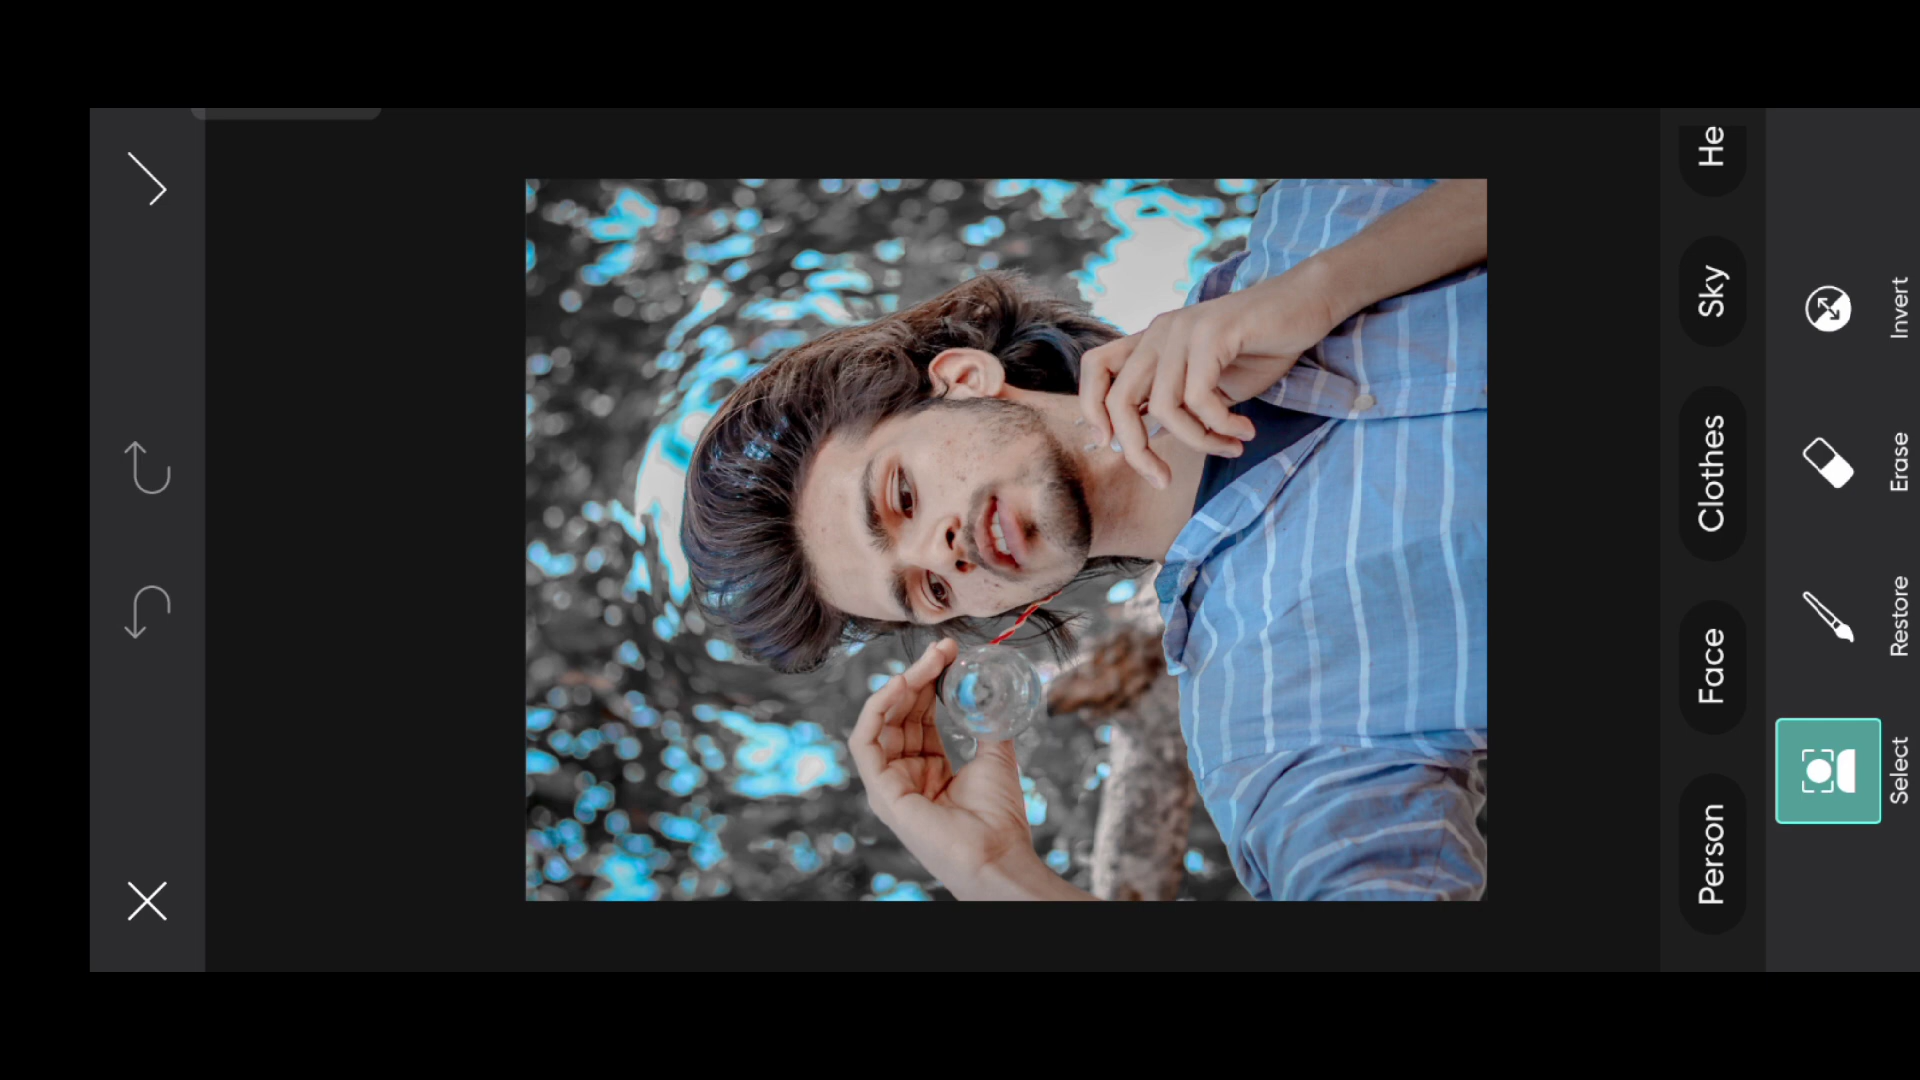 Person
Face
Clothes
Sky
He
Select
Restore
Erase
Invert